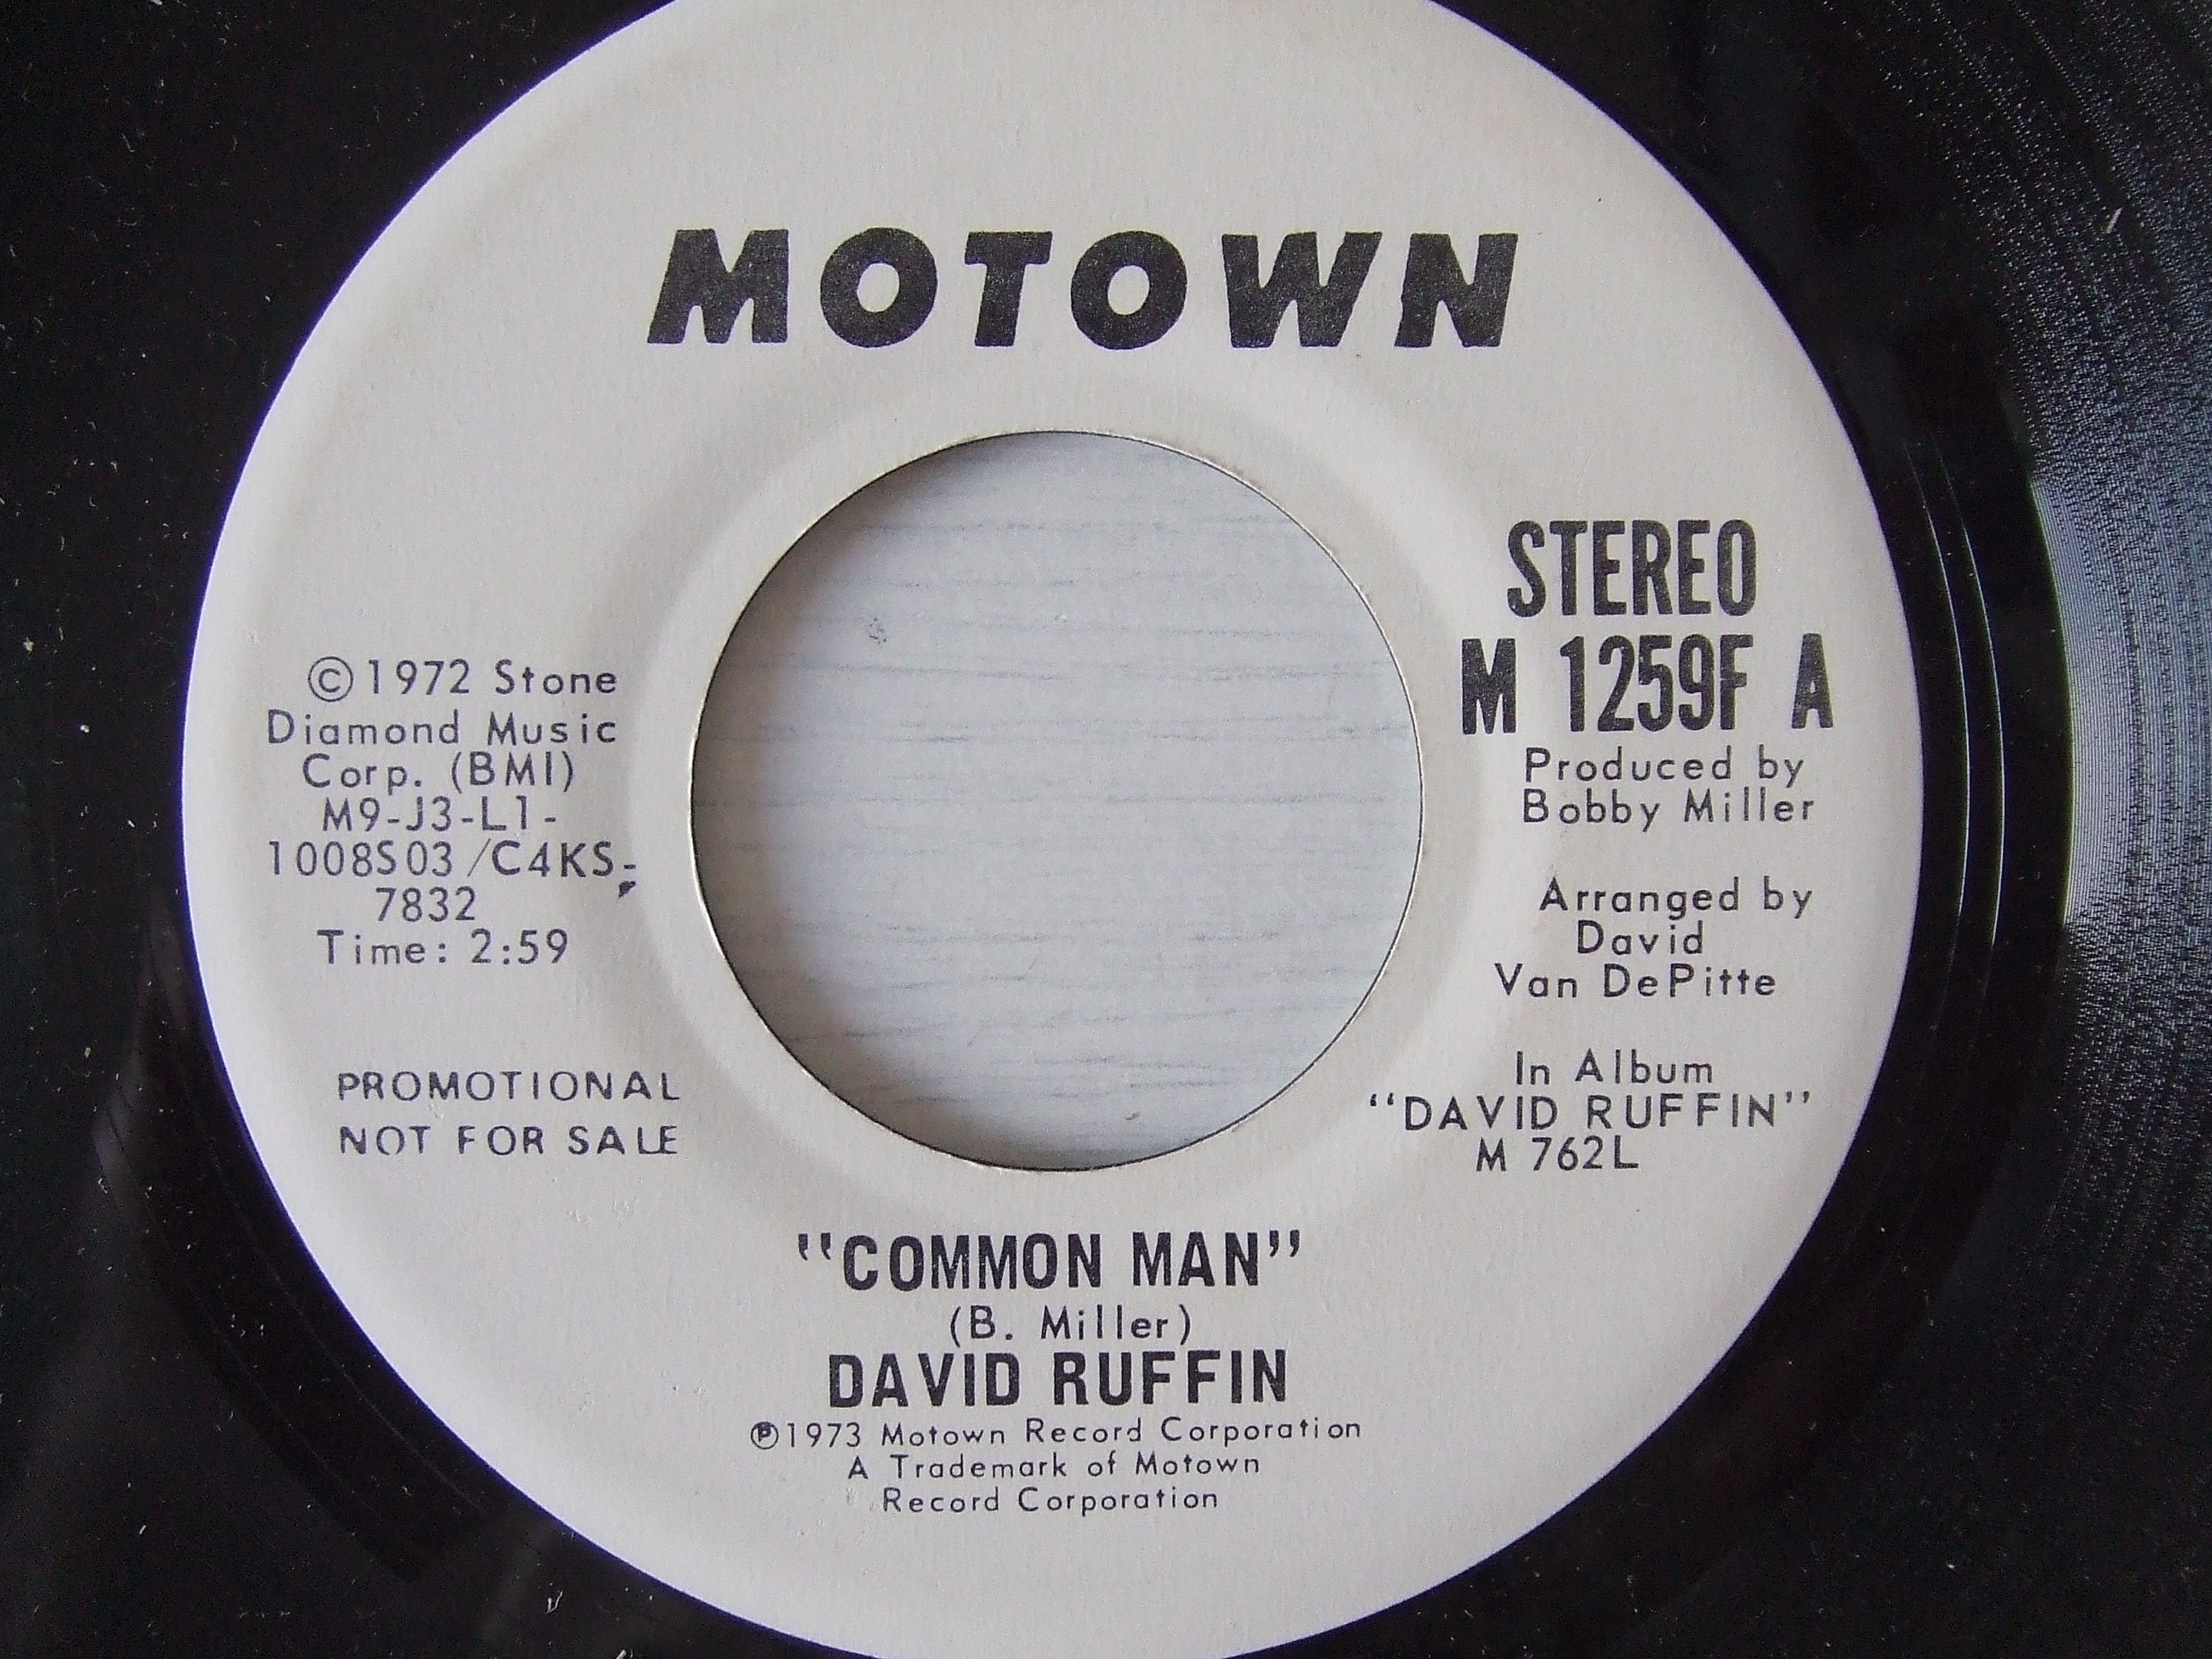 MOTOWN
STEREO
M 1259F A
Produced by
Bobby Miller
Arranged by
David
Van DePitte
In Album
“DAVID RUFFIN”
M 762L
©1972 Stone
Diamond Music
Corp. (BMI)
M9-J3-L1-
1008S03/C4KS-
7832
Time: 2:59
PROMOTIONAL
NOT FOR SALE
“COMMON MAN”
(B. Miller)
DAVID RUFFIN
℗1973 Motown Record Corporation
A Trademark of Motown
Record Corporation